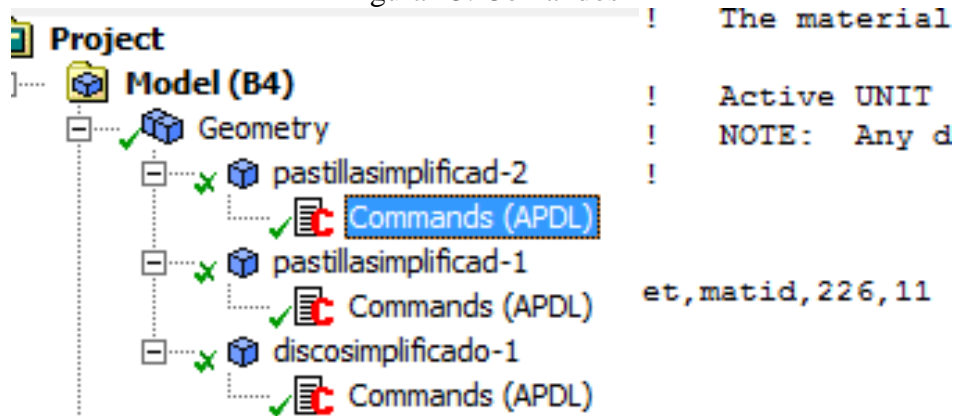 Project
Model (B4)
Geometry
pastillasimplificad-2
Commands (APDL)
pastillasimplificad-1
Commands (APDL)
discosimplificado-1
Commands (APDL)
! The material
! Active UNIT
! NOTE: Any d
!
et,matid,226,11